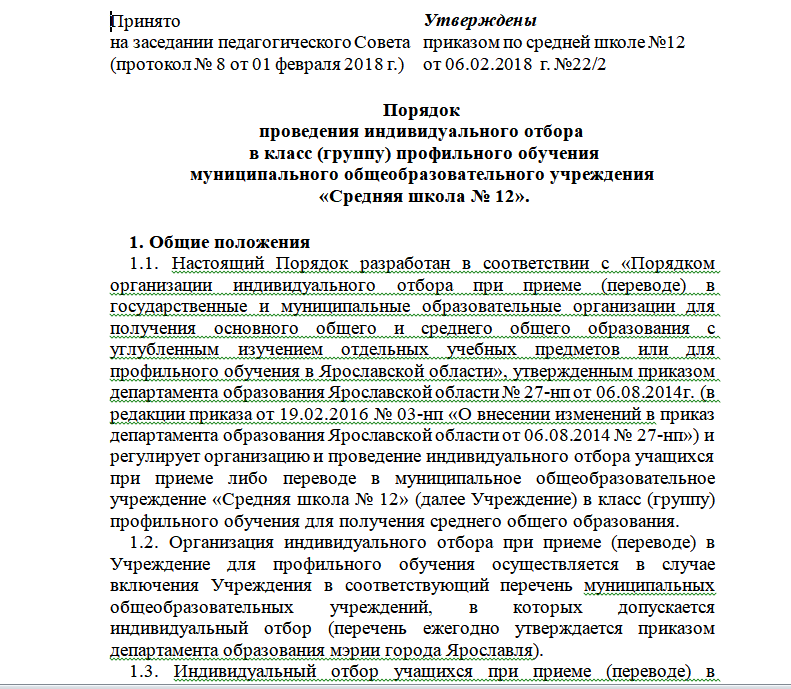 Принято
на заседании педагогического Совета
(протокол № 8 от 01 февраля 2018 г.)
Утверждены
приказом по средней школе №12
от 06.02.2018 г. №22/2
Порядок
проведения индивидуального отбора
в класс (группу) профильного обучения
муниципального общеобразовательного учреждения
«Средняя школа № 12».
1. Общие положения
1.1. Настоящий Порядок разработан в соответствии с «Порядком
организации индивидуального отбора при приеме (переводе) в
государственные и муниципальные образовательные организации для
получения основного общего и среднего общего образования с
углубленным изучением отдельных учебных предметов или для
профильного обучения в Ярославской области», утвержденным приказом
департамента образования Ярославской области № 27-нп от 06.08.2014г. (в
редакции приказа от 19.02.2016 № 03-нп «О внесении изменений в приказ
департамента образования Ярославской области от 06.08.2014 № 27-нп») и
регулирует организацию и проведение индивидуального отбора учащихся
при приеме либо переводе в муниципальное общеобразовательное
учреждение «Средняя школа № 12» (далее Учреждение) в класс (группу)
профильного обучения для получения среднего общего образования.
1.2. Организация индивидуального отбора при приеме (переводе) в
Учреждение для профильного обучения осуществляется в случае
включения Учреждения в соответствующий перечень муниципальных
общеобразовательных учреждений, в которых допускается
индивидуальный отбор (перечень ежегодно утверждается приказом
департамента образования мэрии города Ярославля).
1.3. Индивидуальный отбор учащихся при приеме (переводе) в